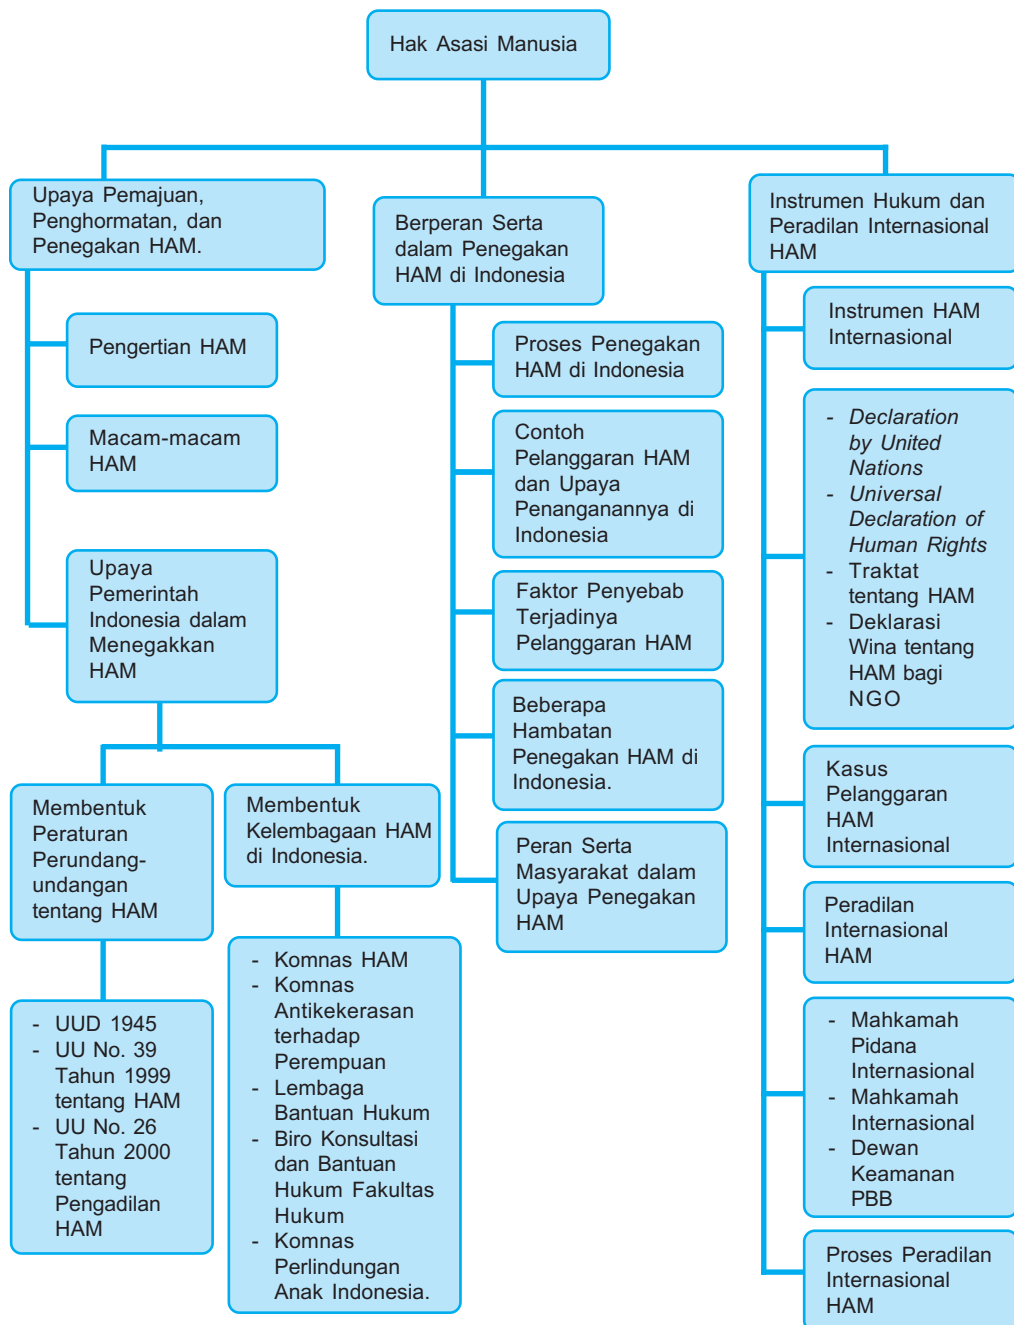 Hak Asasi Manusia
Upaya Pemajuan,
Penghormatan, dan
Penegakan HAM.
Pengertian HAM
Macam-macam
HAM
Upaya
Pemerintah
Indonesia dalam
Menegakkan
HAM
Membentuk
Peraturan
Perundang-
undangan
tentang HAM
- UUD 1945
- UU No. 39
Tahun 1999
tentang HAM
- UU No. 26
Tahun 2000
tentang
Pengadilan
HAM
Membentuk
Kelembagaan HAM
di Indonesia.
- Komnas HAM
- Komnas
Antikekerasan
terhadap
Perempuan
- Lembaga
Bantuan Hukum
- Biro Konsultasi
dan Bantuan
Hukum Fakultas
Hukum
- Komnas
Perlindungan
Anak Indonesia.
Berperan Serta
dalam Penegakan
HAM di Indonesia
Proses Penegakan
HAM di Indonesia
Contoh
Pelanggaran HAM
dan Upaya
Penanganannya di
Indonesia
Faktor Penyebab
Terjadinya
Pelanggaran HAM
Beberapa
Hambatan
Penegakan HAM di
Indonesia.
Peran Serta
Masyarakat dalam
Upaya Penegakan
HAM
Instrumen Hukum dan
Peradilan Internasional
HAM
Instrumen HAM
Internasional
- Declaration
by United
Nations
- Universal
Declaration of
Human Rights
- Traktat
tentang HAM
- Deklarasi
Wina tentang
HAM bagi
NGO
Kasus
Pelanggaran
HAM
Internasional
Peradilan
Internasional
HAM
- Mahkamah
Pidana
Internasional
- Mahkamah
Internasional
- Dewan
Keamanan
PBB
Proses Peradilan
Internasional
HAM